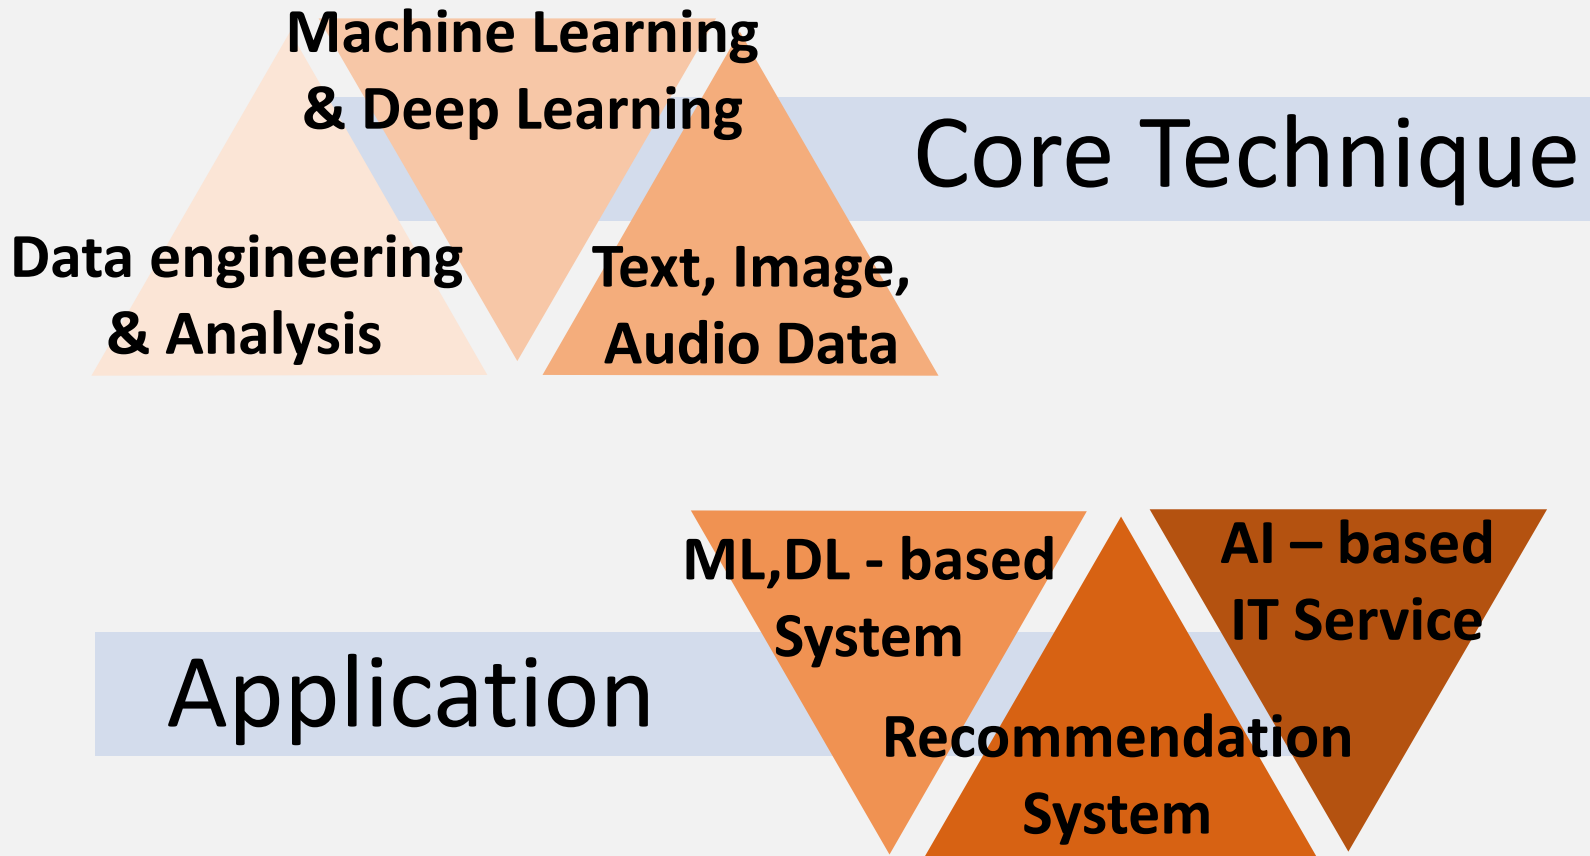 Machine Learning
& Deep Learning
Core Technique
Data engineering
& Analysis
Text, Image,
Audio Data
ML,DL - based
System
AI – based
IT Service
Application
Recommendation
System